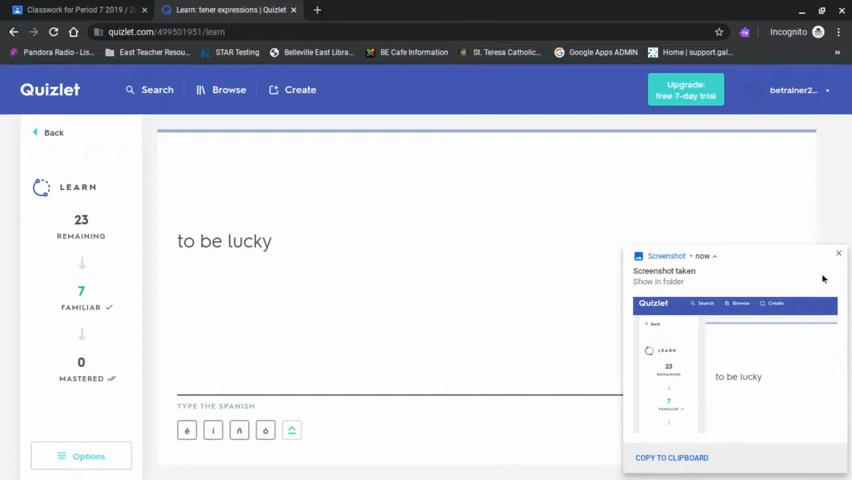 Classwork for Period 7 2019 / 2
Learn: tener expressions | Quizlet
quizlet.com/499501951/learn
Incognito
Pandora Radio - Lis...
East Teacher Resou...
STAR Testing
Belleville East Libra...
BE Cafe Information
St. Teresa Catholic...
Google Apps ADMIN
Home | support.gal...
Quizlet
Search
Browse
Create
Upgrade:
free 7-day trial
betrainer2...
Back
LEARN
23
REMAINING
7
FAMILIAR
0
MASTERED
Options
to be lucky
TYPE THE SPANISH
é í ñ ó
Screenshot • now
Screenshot taken
Show in folder
Quizlet
Search
Browse
Create
Back
LEARN
23
REMAINING
7
FAMILIAR
to be lucky
COPY TO CLIPBOARD